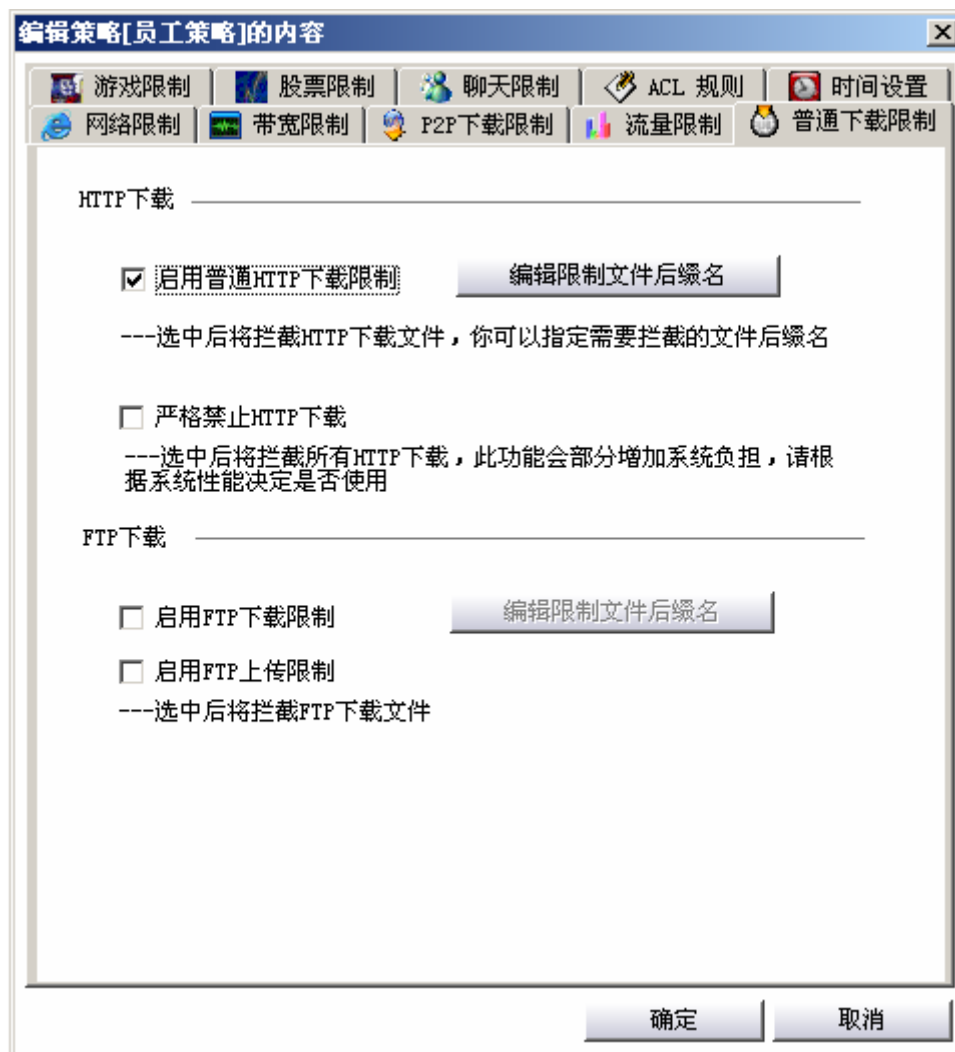 编辑策略[员工策略]的内容
游戏限制 股票限制 聊天限制 ACL 规则 时间设置
网络限制 带宽限制 P2P下载限制 流量限制 普通下载限制
HTTP下载
启用普通HTTP下载限制 编辑限制文件后缀名
---选中后将拦截HTTP下载文件，你可以指定需要拦截的文件后缀名
严格禁止HTTP下载
---选中后将拦截所有HTTP下载，此功能会部分增加系统负担，请根
据系统性能决定是否使用
FTP下载
启用FTP下载限制 编辑限制文件后缀名
启用FTP上传限制
---选中后将拦截FTP下载文件
确定 取消